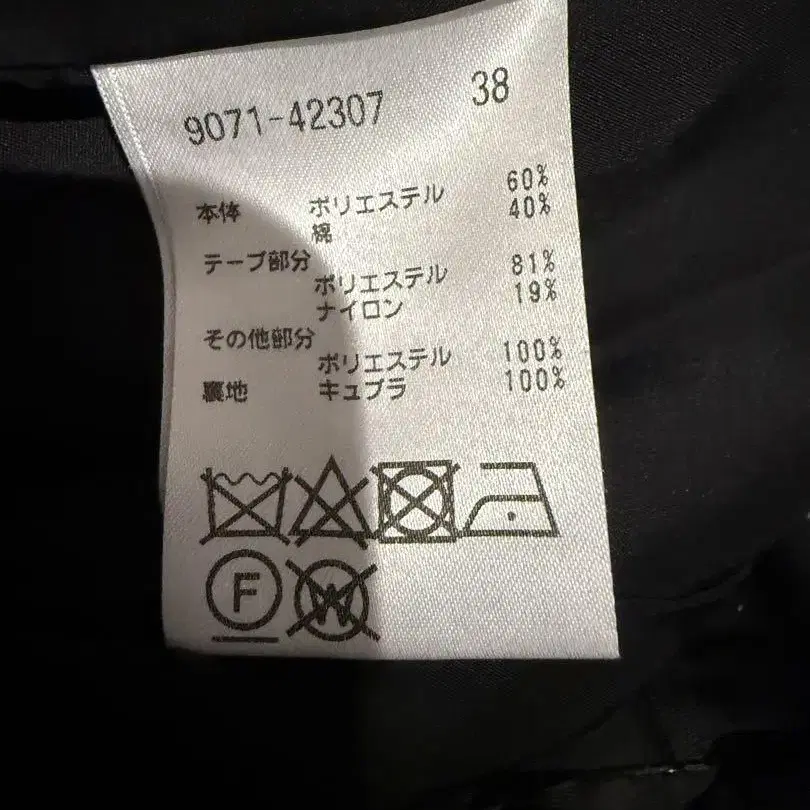 9071-42307 38
本体 ポリエステル 60%
綿 40%
テープ部分
ポリエステル 81%
ナイロン 19%
その他部分
ポリエステル 100%
裏地 キュプラ 100%
F W